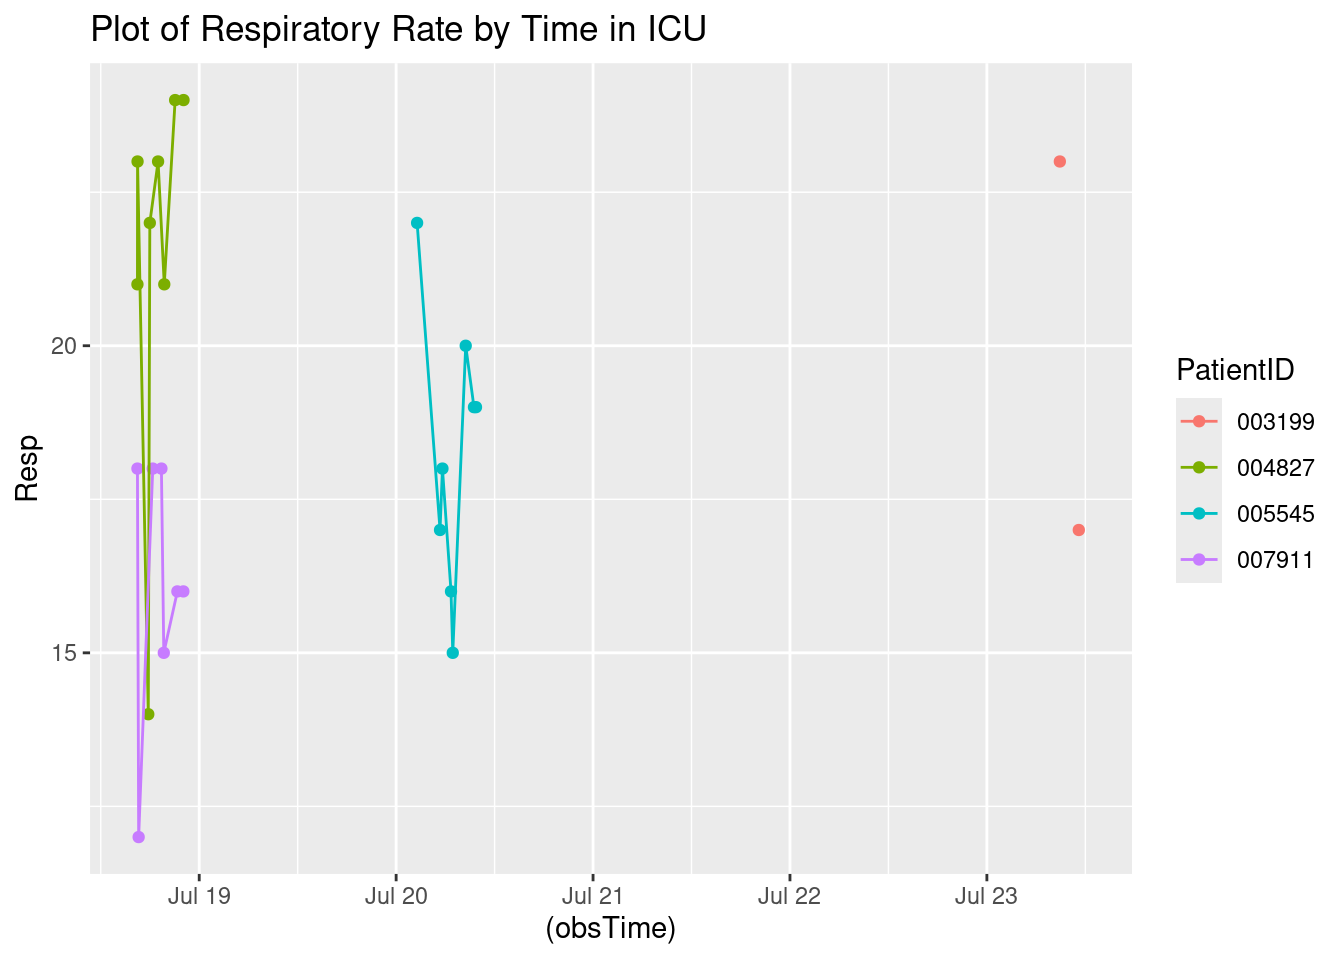 Plot of Respiratory Rate by Time in ICU
Resp
20
15
Jul 19
Jul 20
Jul 21
Jul 22
Jul 23
(obsTime)
PatientID
003199
004827
005545
007911